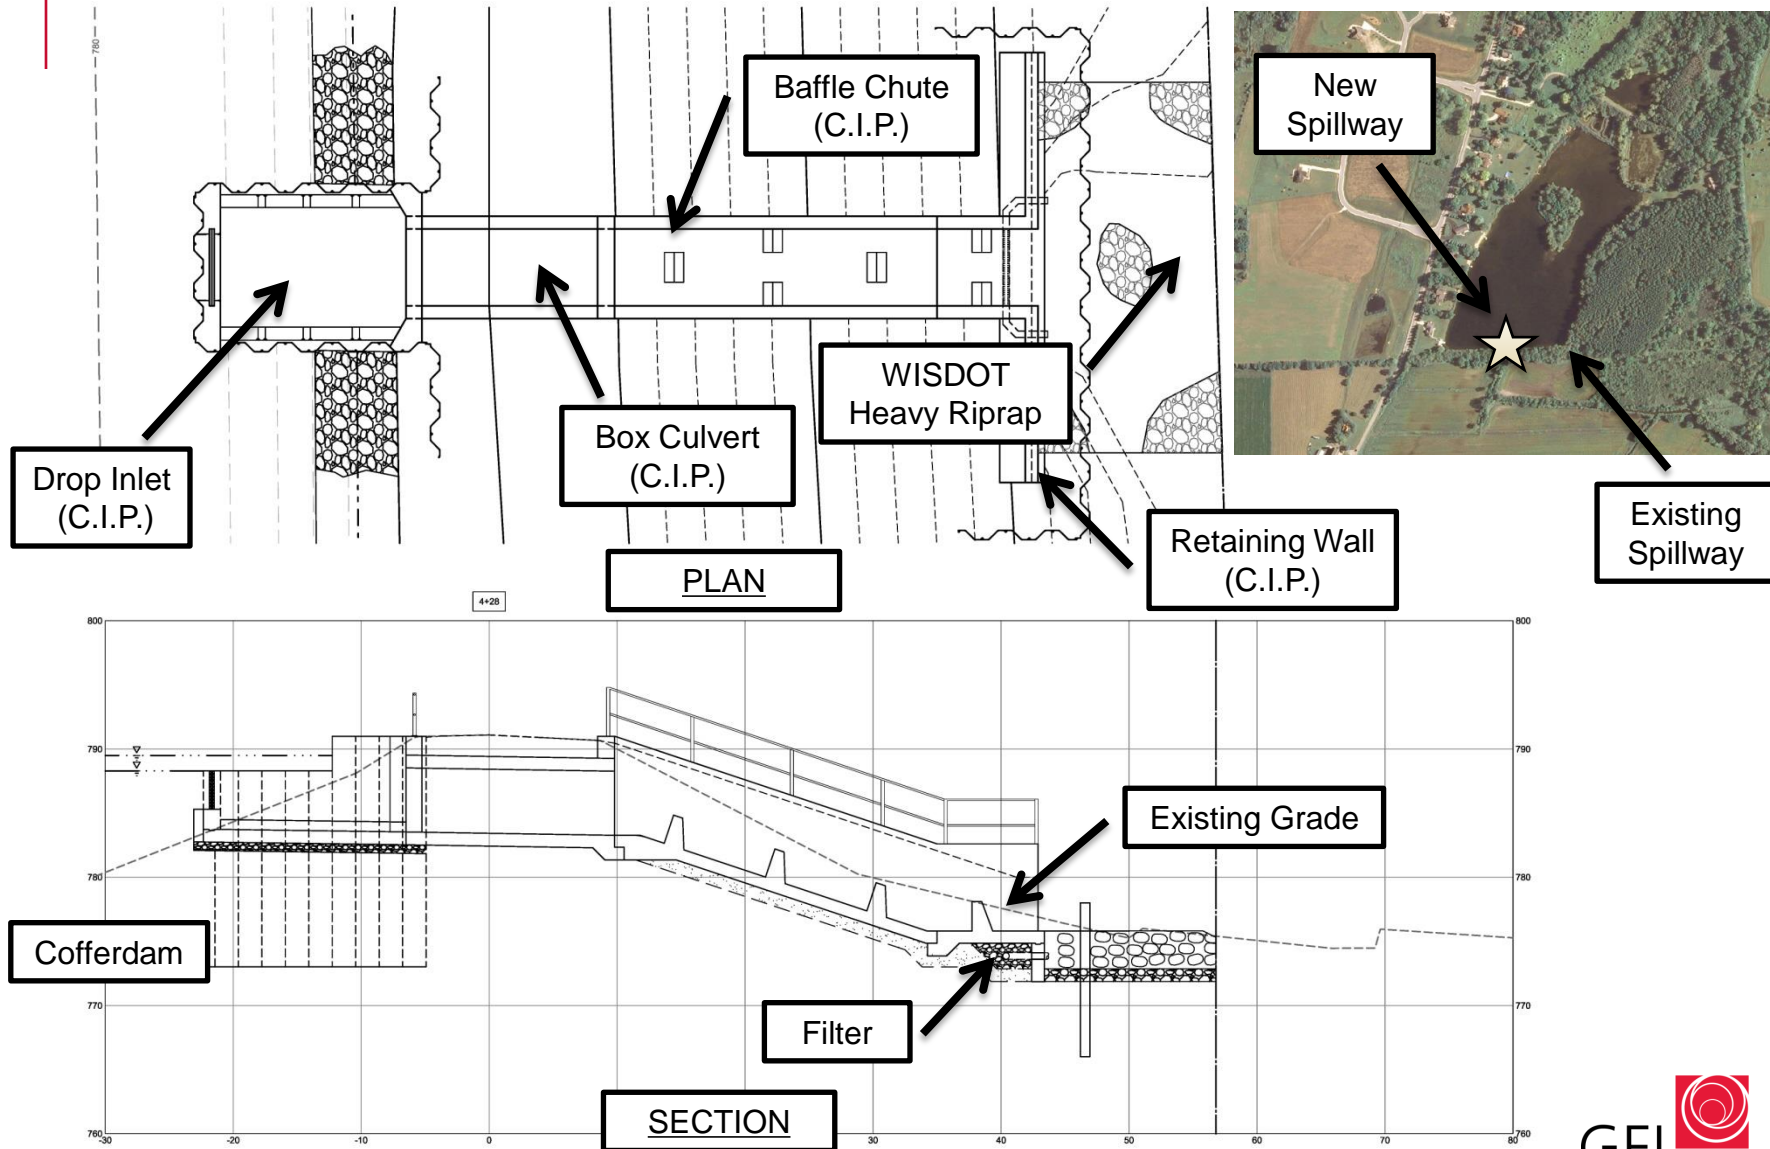 780
Baffle Chute
(C.I.P.)
New
Spillway
WISDOT
Heavy Riprap
Box Culvert
(C.I.P.)
Drop Inlet
(C.I.P.)
Existing
Spillway
Retaining Wall
(C.I.P.)
PLAN
4+28
800
800
790
790
Existing Grade
780
780
Cofferdam
770
770
Filter
SECTION
760
760
-30
-20
-10
0
30
40
50
60
70
80
GEI